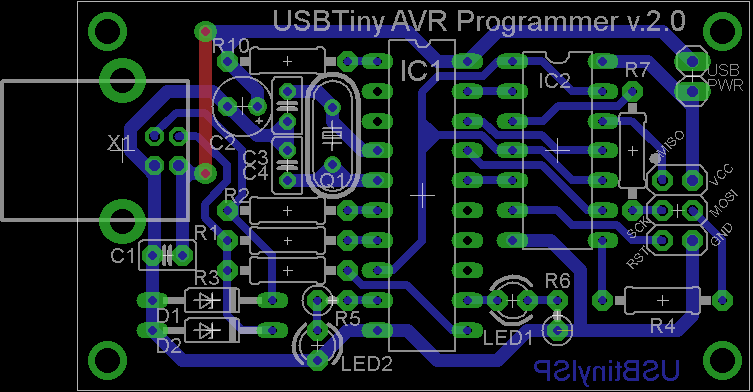 USBTiny AVR Programmer v.2.0
R10
IC1
IC2
R7
USB
PWR
X1
C2
MISO
C3
C4
Q1
VCC
R2
MOSI
SCK
R1
GND
C1
RST
R3
R6
D1
R5
R4
D2
LED1
LED2
USBtinyISP